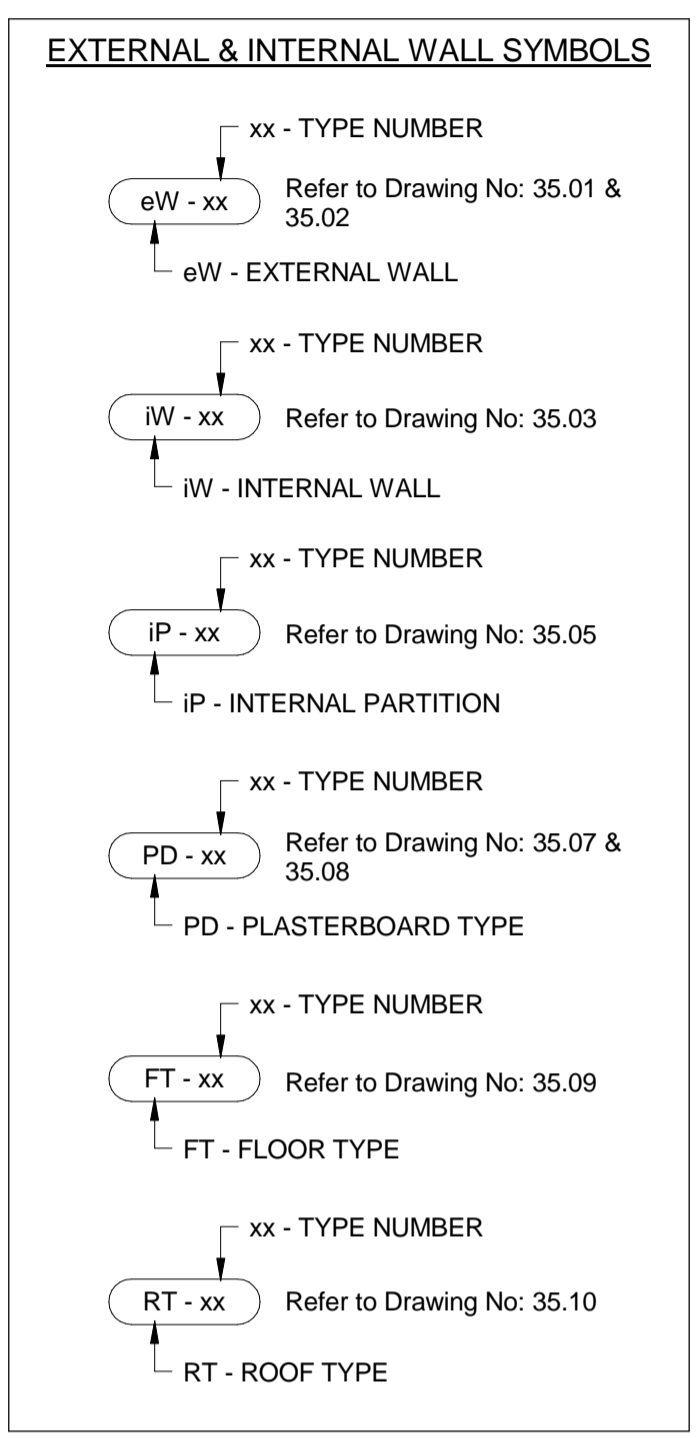 EXTERNAL & INTERNAL WALL SYMBOLS
xx - TYPE NUMBER
eW - xx
Refer to Drawing No: 35.01 &
35.02
eW - EXTERNAL WALL
xx - TYPE NUMBER
iW - xx
Refer to Drawing No: 35.03
iW - INTERNAL WALL
xx - TYPE NUMBER
iP - xx
Refer to Drawing No: 35.05
iP - INTERNAL PARTITION
xx - TYPE NUMBER
PD - xx
Refer to Drawing No: 35.07 &
35.08
PD - PLASTERBOARD TYPE
xx - TYPE NUMBER
FT - xx
Refer to Drawing No: 35.09
FT - FLOOR TYPE
xx - TYPE NUMBER
RT - xx
Refer to Drawing No: 35.10
RT - ROOF TYPE